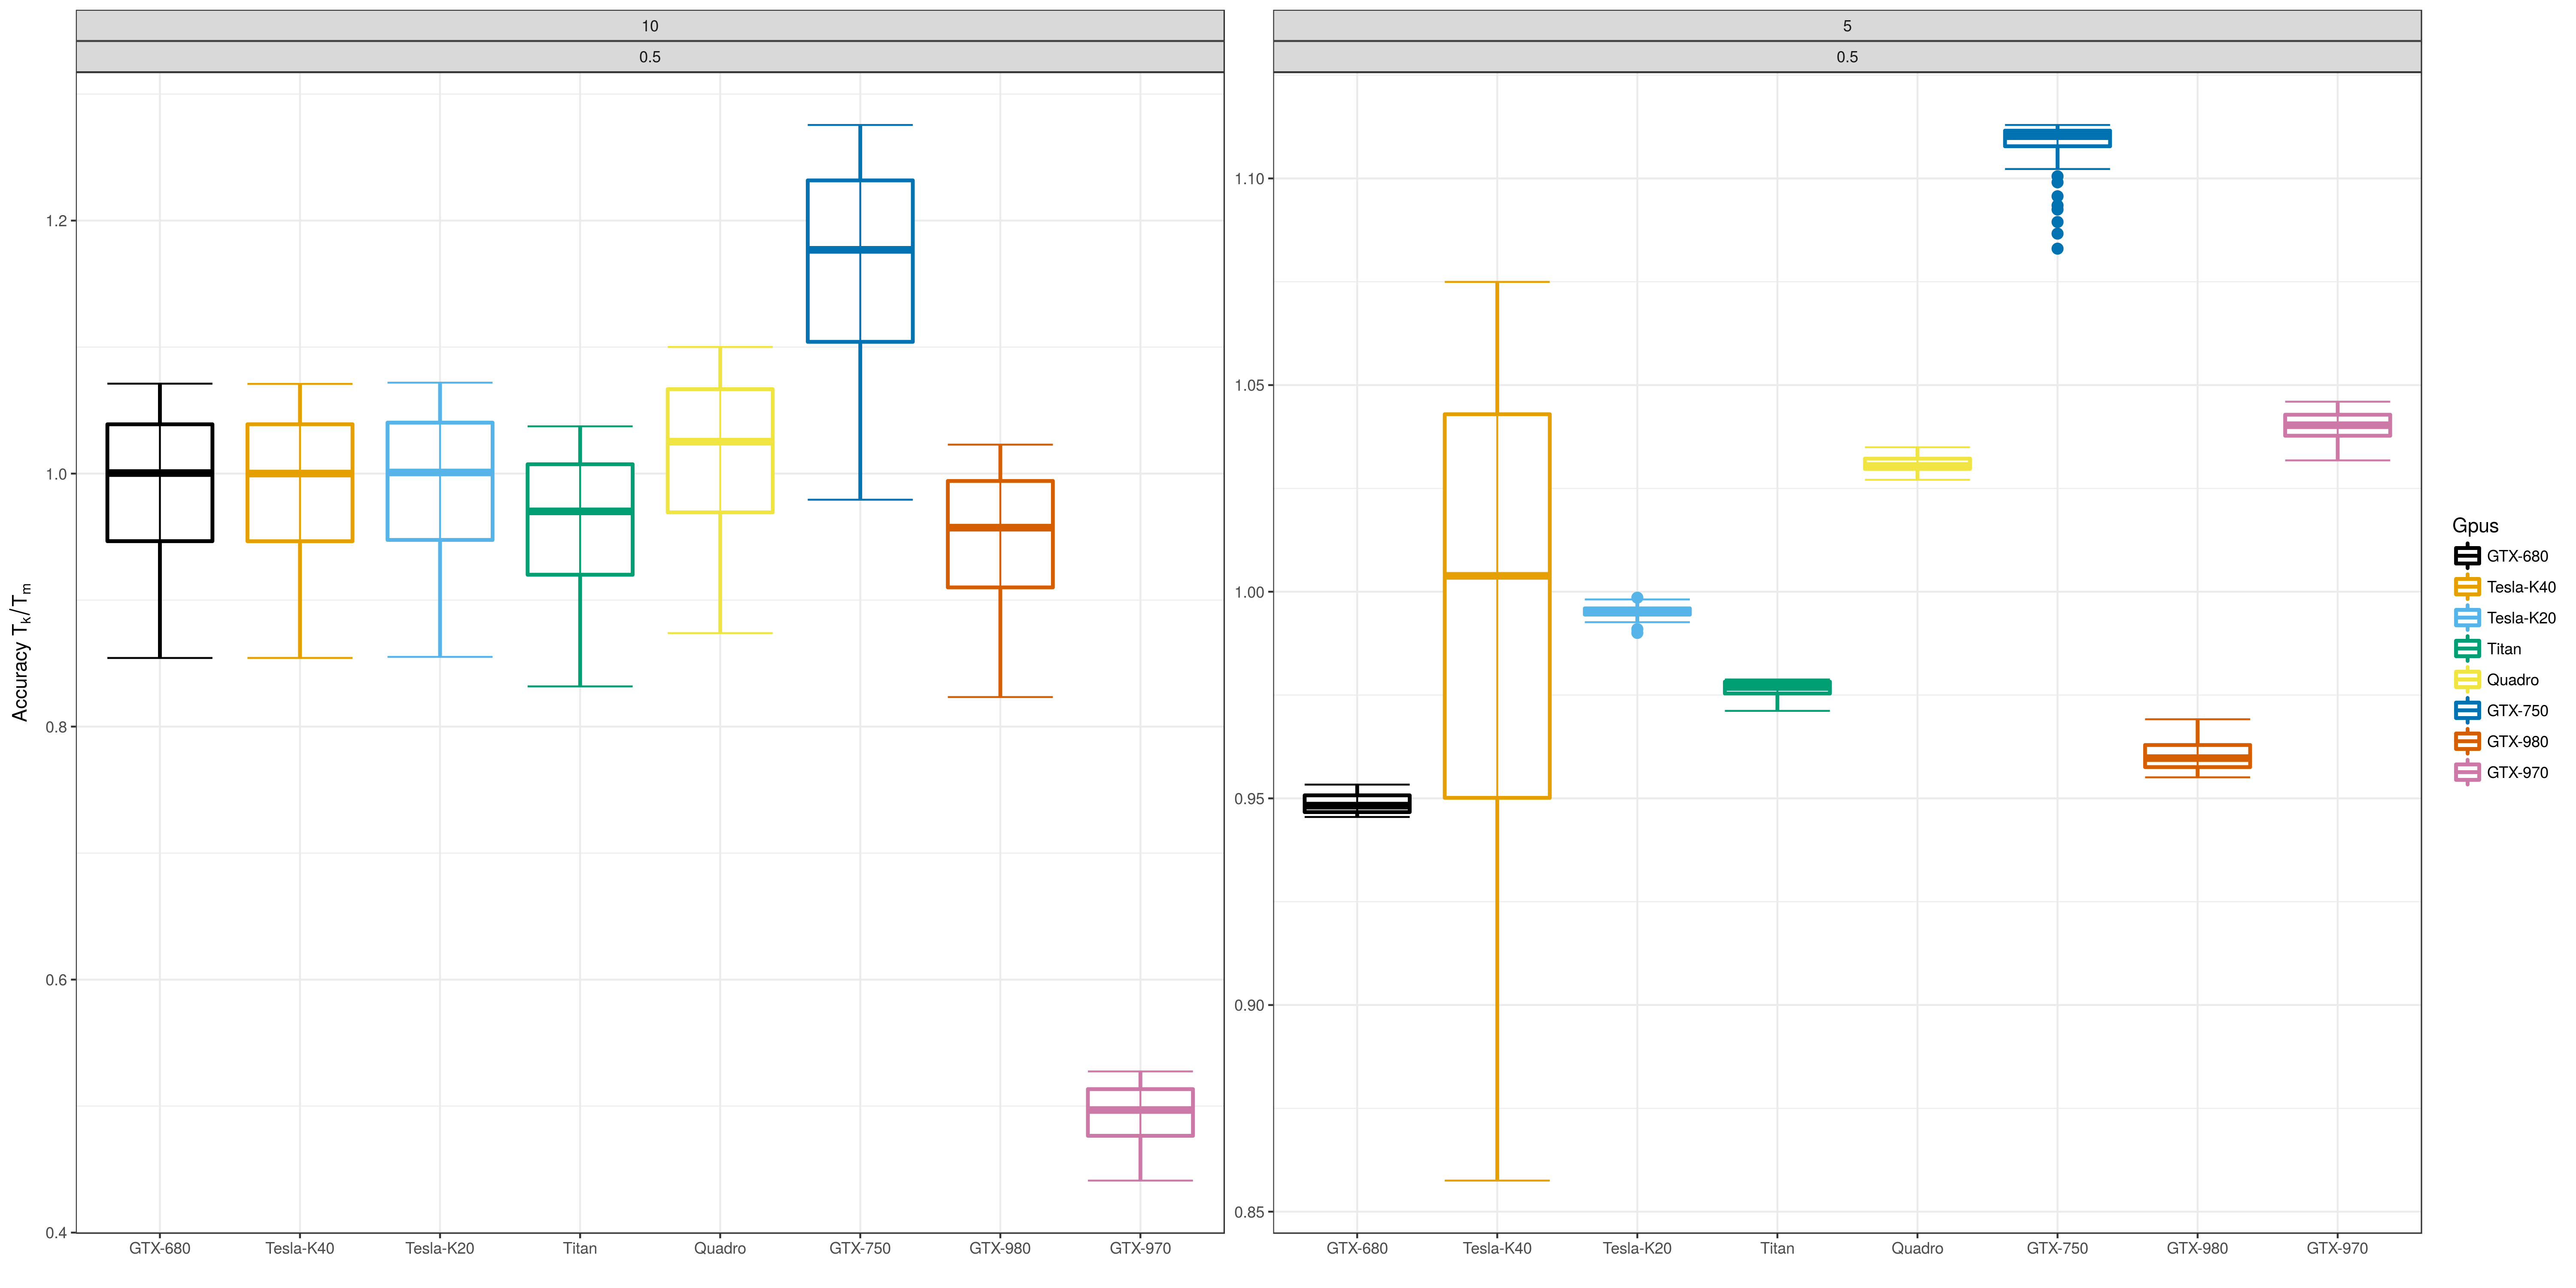 10
0.5
5
0.5
Accuracy Tk/Tm
1.2
1.0
0.8
0.6
0.4
GTX-680 Tesla-K40 Tesla-K20 Titan Quadro GTX-750 GTX-980 GTX-970
1.10
1.05
1.00
0.95
0.90
0.85
GTX-680 Tesla-K40 Tesla-K20 Titan Quadro GTX-750 GTX-980 GTX-970
Gpus
GTX-680
Tesla-K40
Tesla-K20
Titan
Quadro
GTX-750
GTX-980
GTX-970